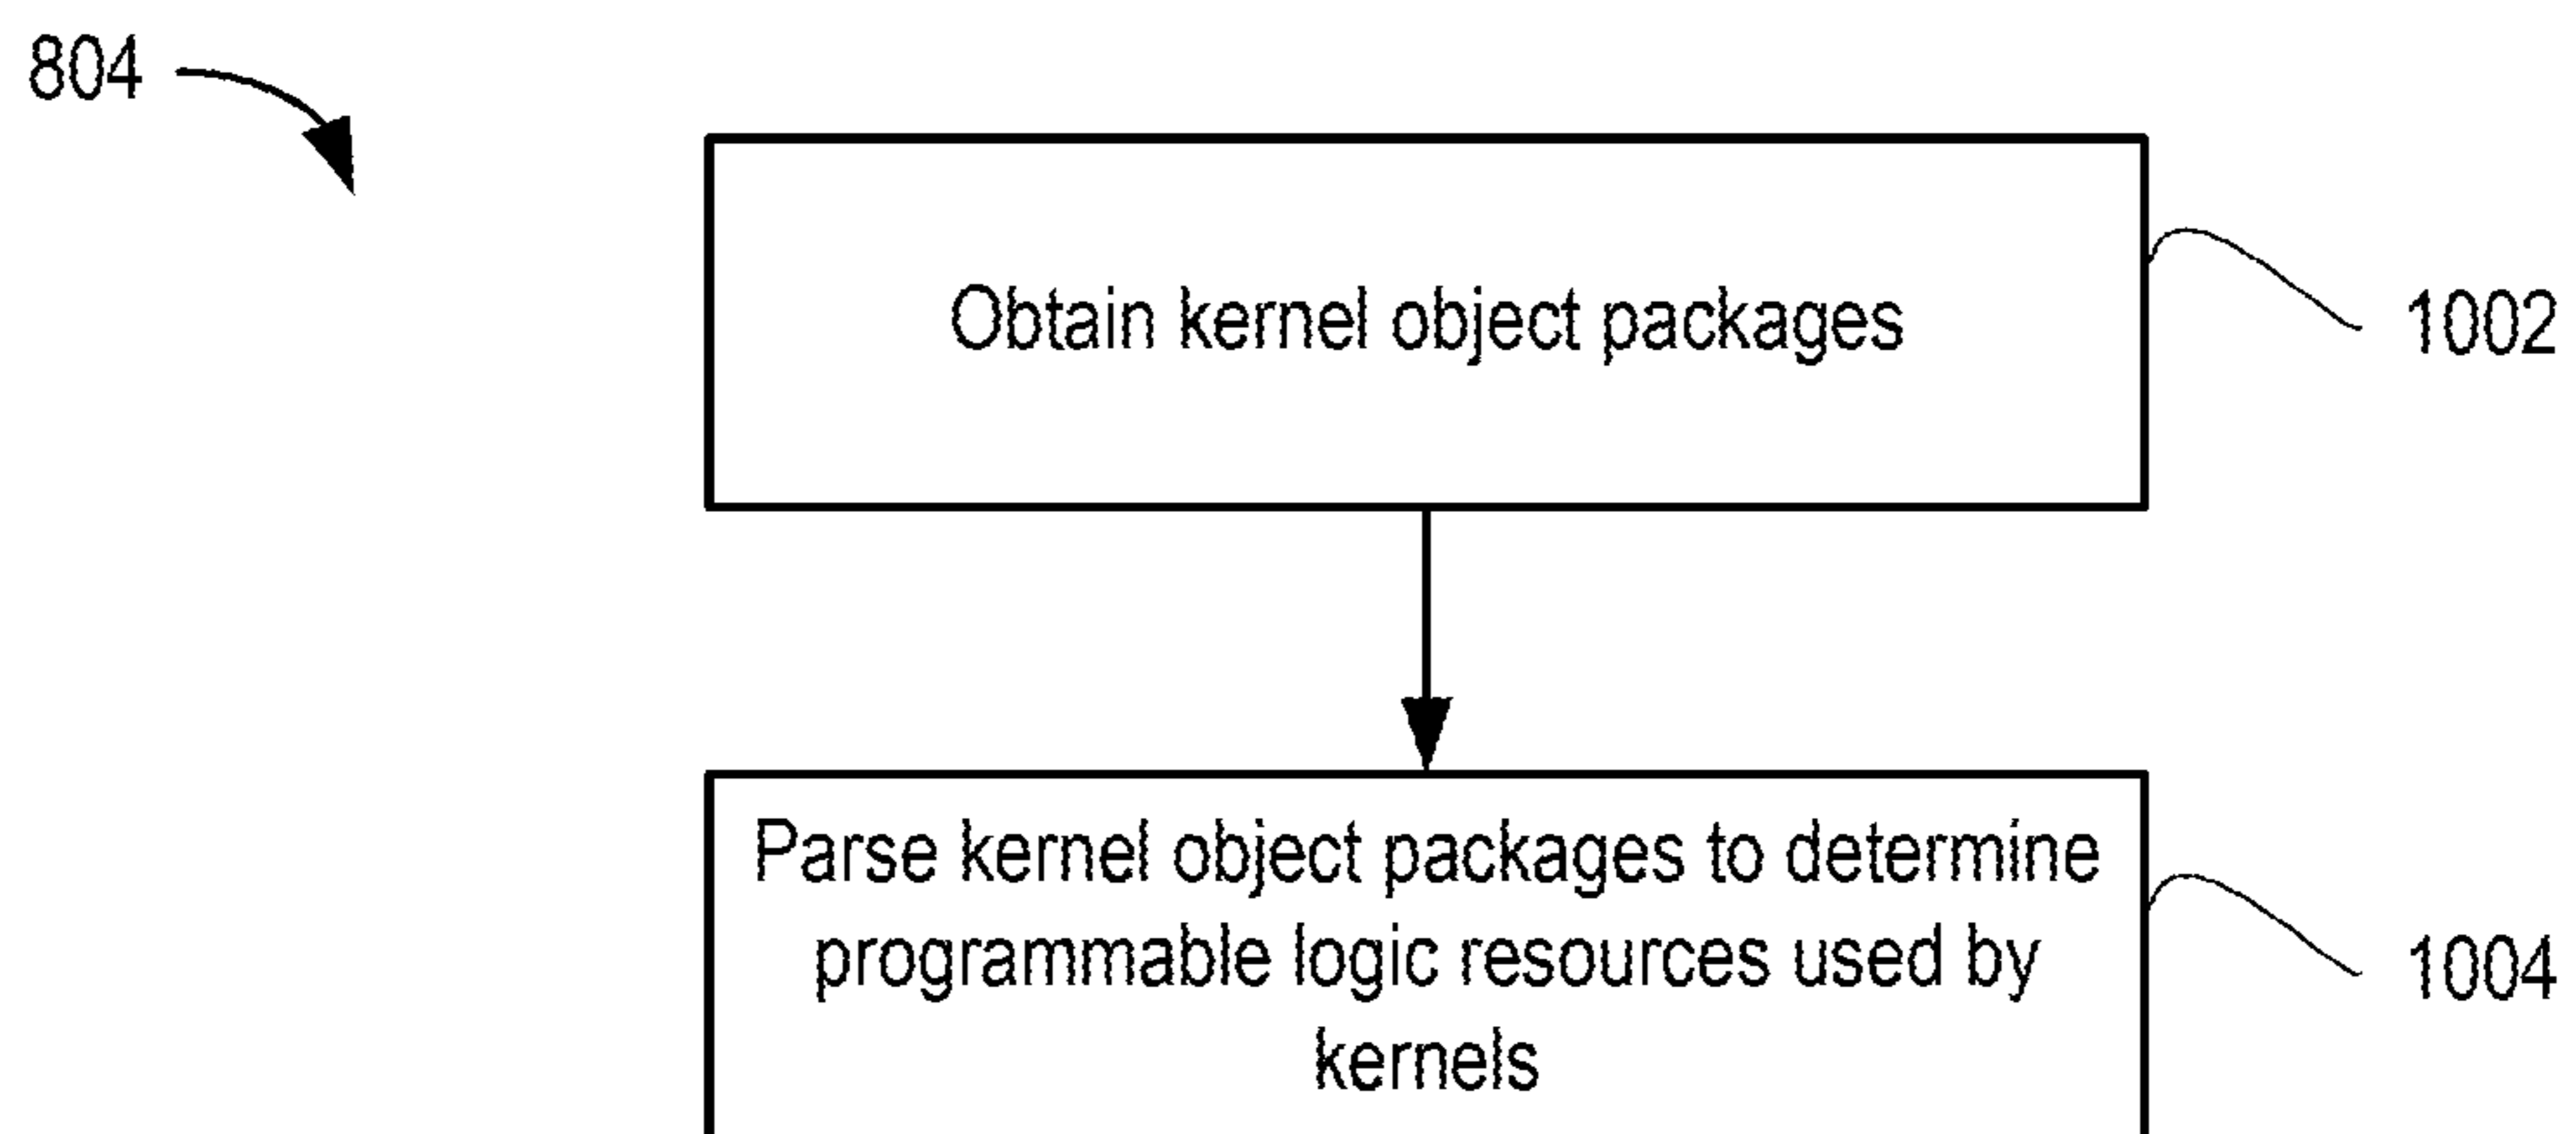 804
Obtain kernel object packages
1002
Parse kernel object packages to determine
programmable logic resources used by
kernels
1004